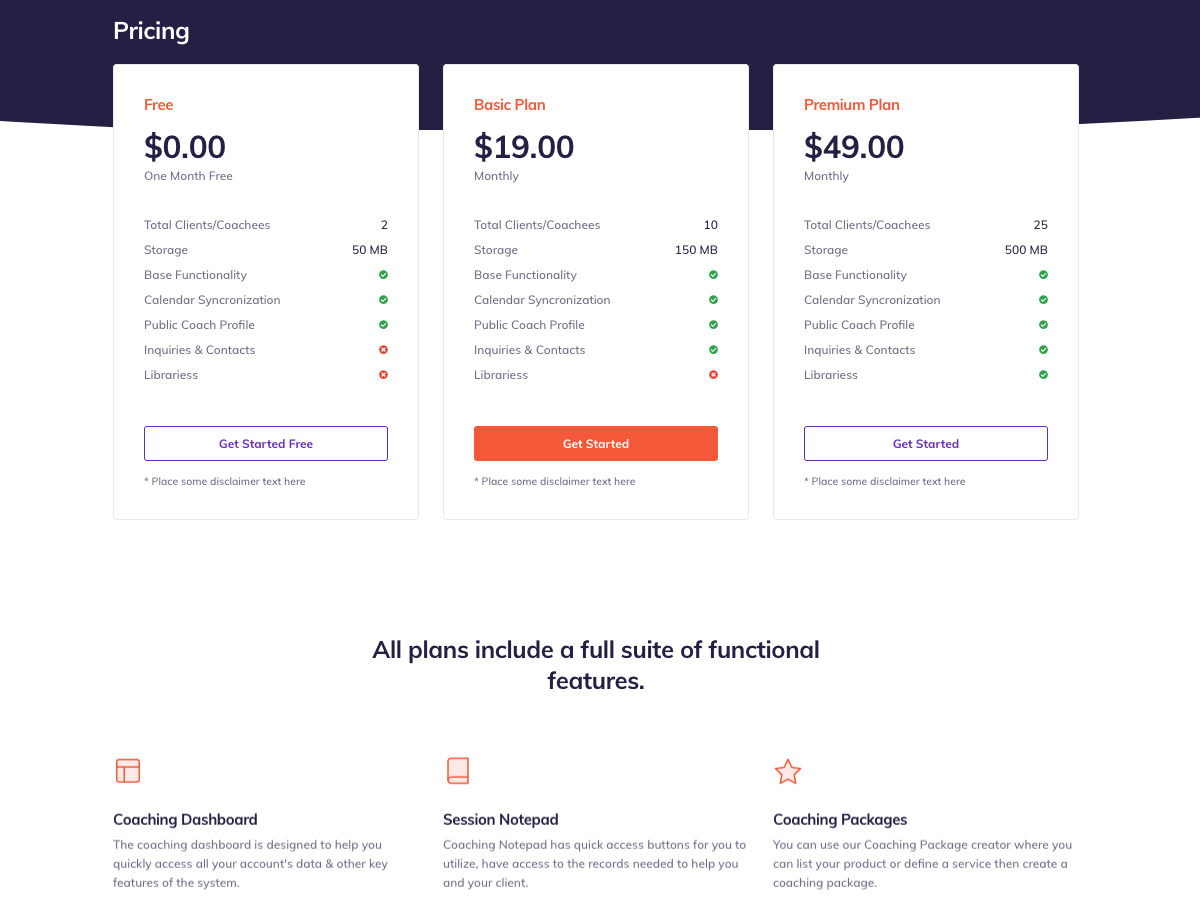 Pricing
Free
$0.00
One Month Free
Total Clients/Coachees 2
Storage 50 MB
Base Functionality
Calendar Syncronization
Public Coach Profile
Inquiries & Contacts
Librariess
Get Started Free
* Place some disclaimer text here
Basic Plan
$19.00
Monthly
Total Clients/Coachees 10
Storage 150 MB
Base Functionality
Calendar Syncronization
Public Coach Profile
Inquiries & Contacts
Librariess
Get Started
* Place some disclaimer text here
Premium Plan
$49.00
Monthly
Total Clients/Coachees 25
Storage 500 MB
Base Functionality
Calendar Syncronization
Public Coach Profile
Inquiries & Contacts
Librariess
Get Started
* Place some disclaimer text here
All plans include a full suite of functional
features.
Coaching Dashboard
The coaching dashboard is designed to help you
quickly access all your account's data & other key
features of the system.
Session Notepad
Coaching Notepad has quick access buttons for you to
utilize, have access to the records needed to help you
and your client.
Coaching Packages
You can use our Coaching Package creator where you
can list your product or define a service then create a
coaching package.